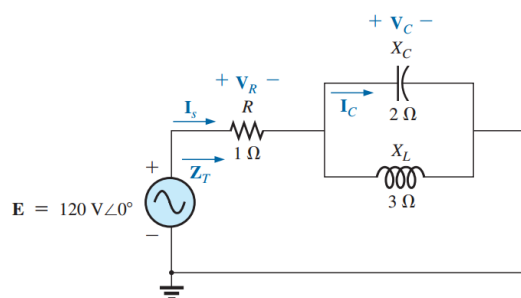 + V_C −
X_C
+ V_R −
I_s
R
I_C
2 Ω
1 Ω
X_L
+
Z_T
3 Ω
E = 120 V∠0°
−